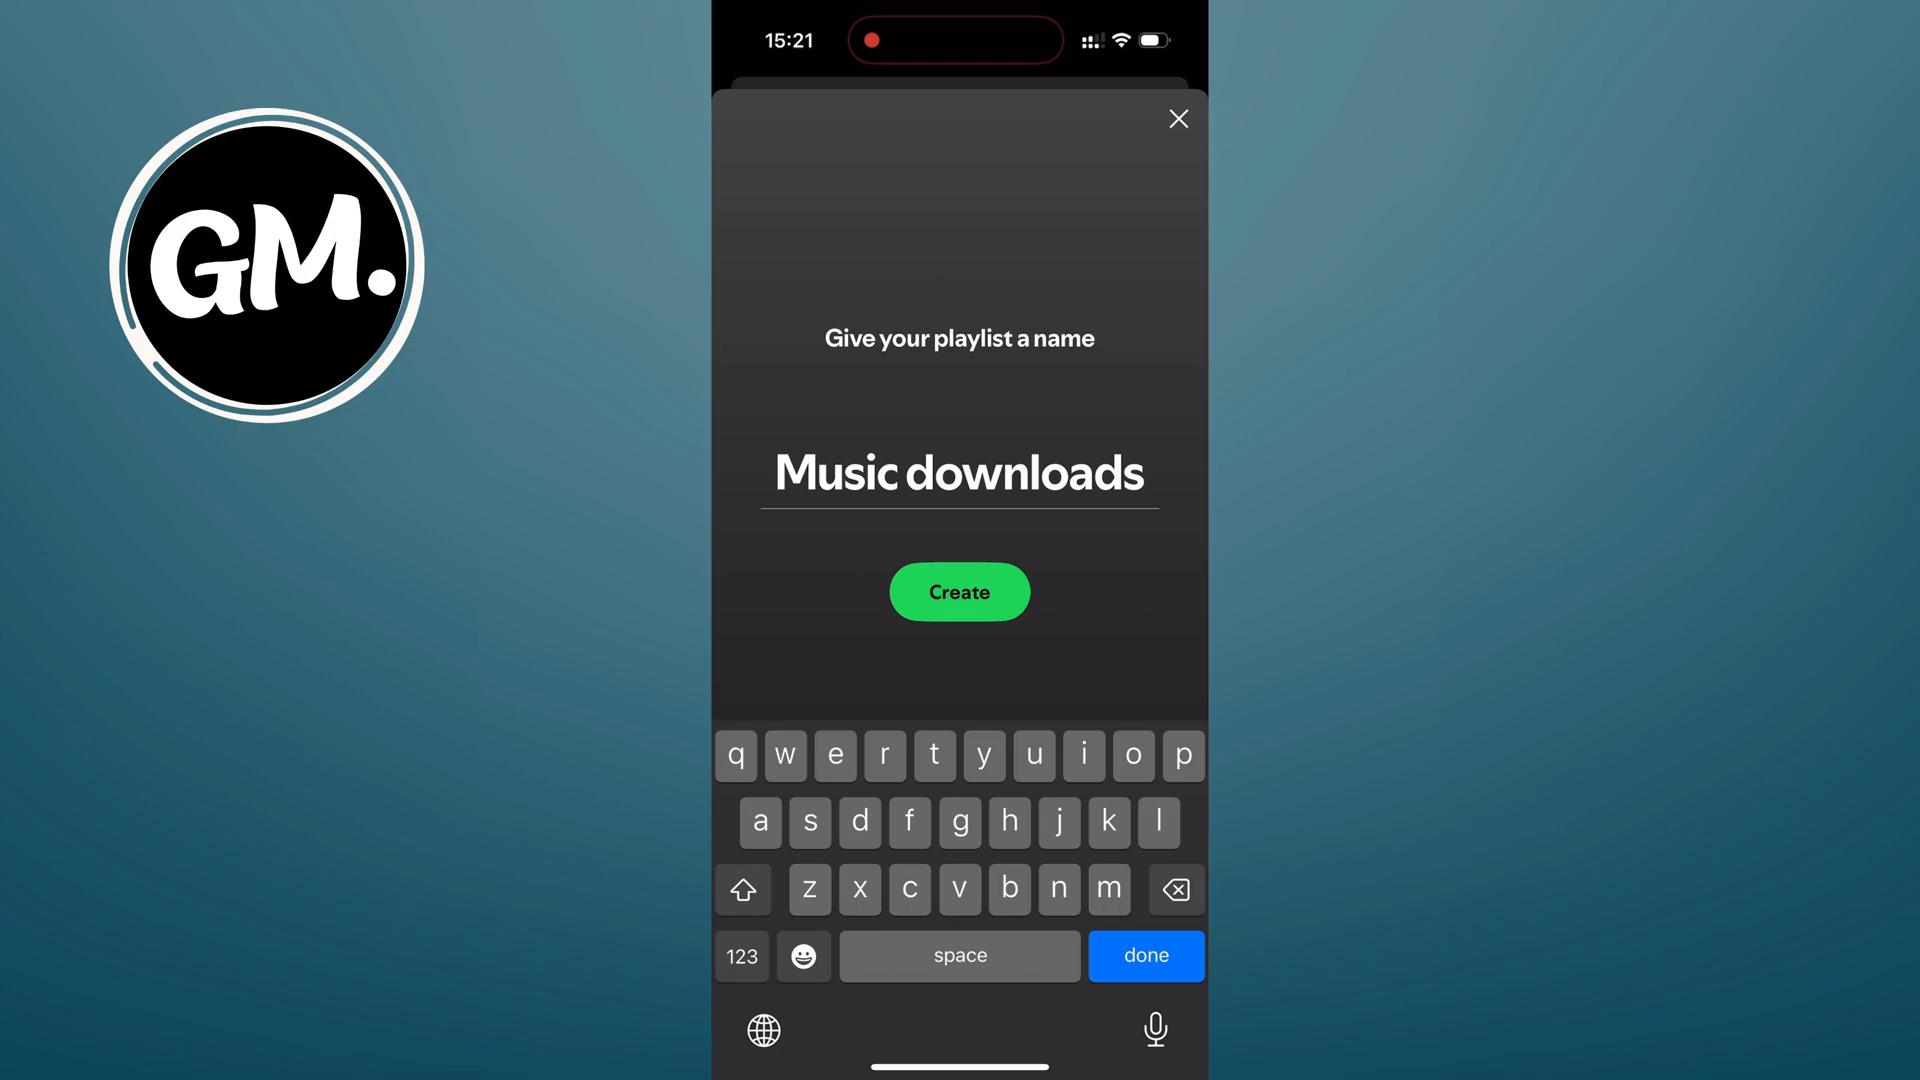 15:21
GM.
Give your playlist a name
Music downloads
Create
q w e r t y u i o p
a s d f g h j k l
z x c v b n m
123 space done